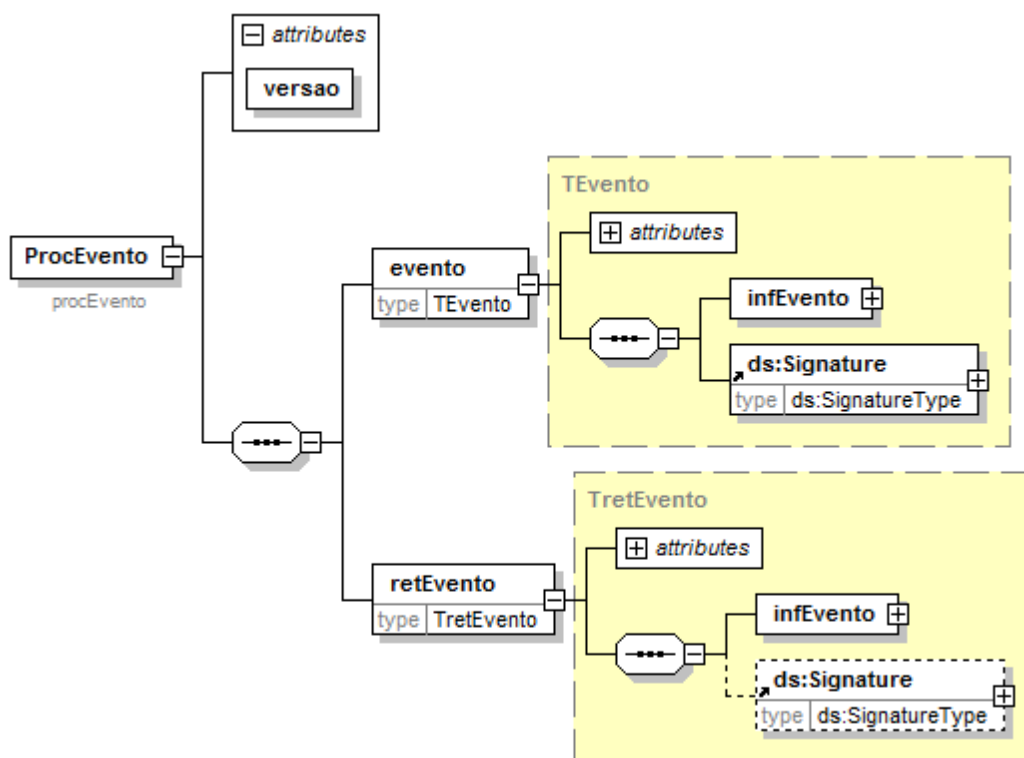 attributes
versao
TEvento
attributes
ProcEvento
procEvento
evento
type TEvento
infEvento
ds:Signature
type ds:SignatureType
TretEvento
attributes
retEvento
type TretEvento
infEvento
ds:Signature
type ds:SignatureType